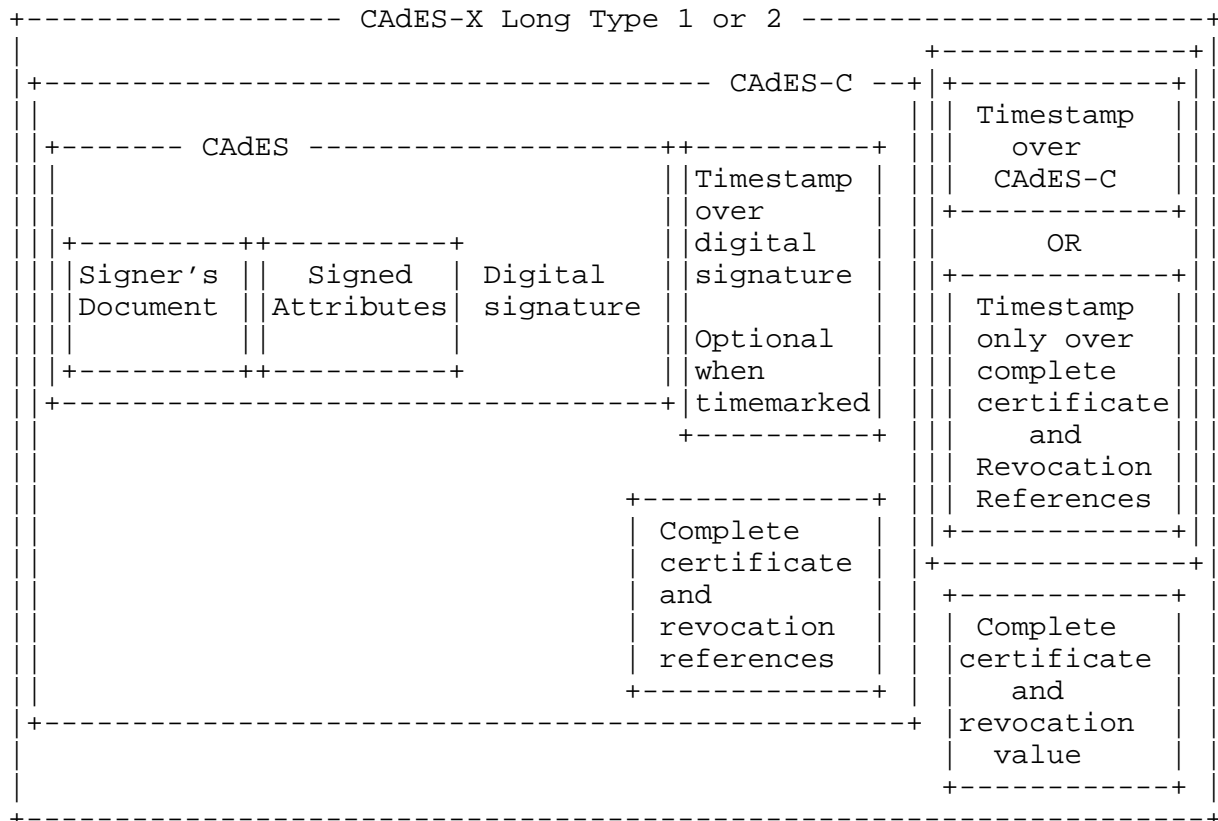 CAdES-X Long Type 1 or 2
CAdES-C
CAdES
Signer's
Document
Signed
Attributes
Digital
signature
Timestamp
over
digital
signature
Optional
when
timemarked
Complete
certificate
and
revocation
references
Timestamp
over
CAdES-C
OR
Timestamp
only over
complete
certificate
and
Revocation
References
Complete
certificate
and
revocation
value